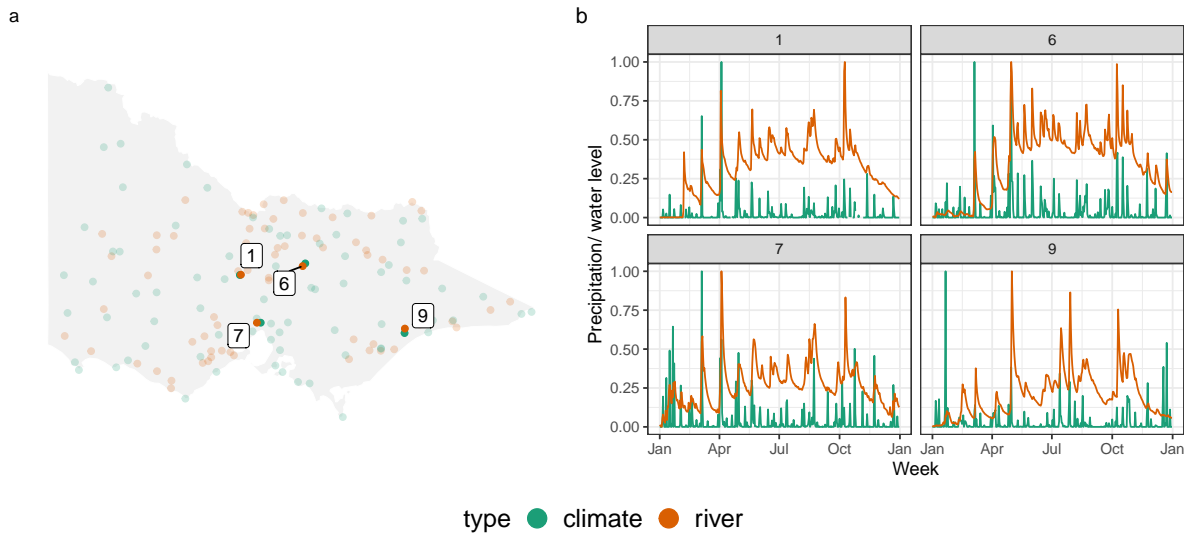 a
1
6
7
9
b
1
6
1.00
0.75
0.50
0.25
0.00
7
9
1.00
0.75
0.50
0.25
0.00
Precipitation/ water level
Jan Apr Jul Oct Jan
Jan Apr Jul Oct Jan
Week
type climate river